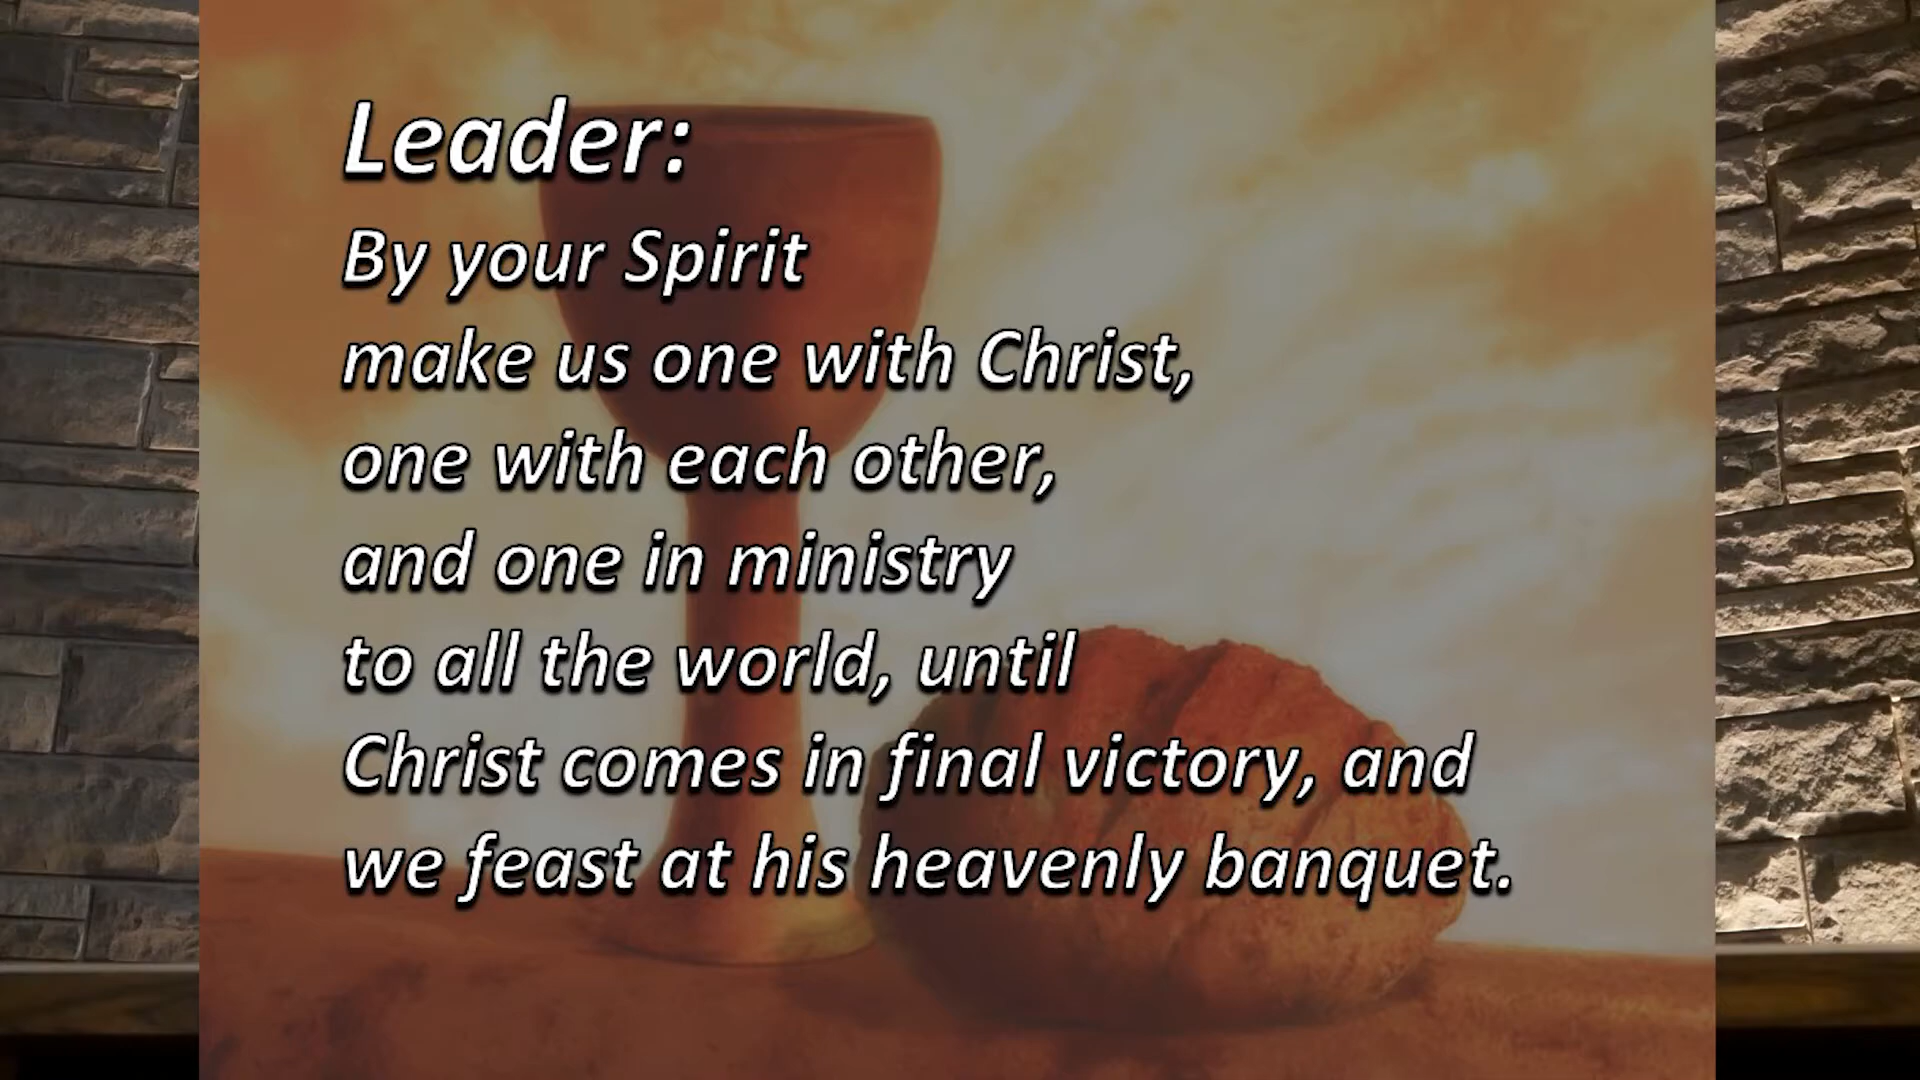 Leader:
By your Spirit
make us one with Christ,
one with each other,
and one in ministry
to all the world, until
Christ comes in final victory, and
we feast at his heavenly banquet.